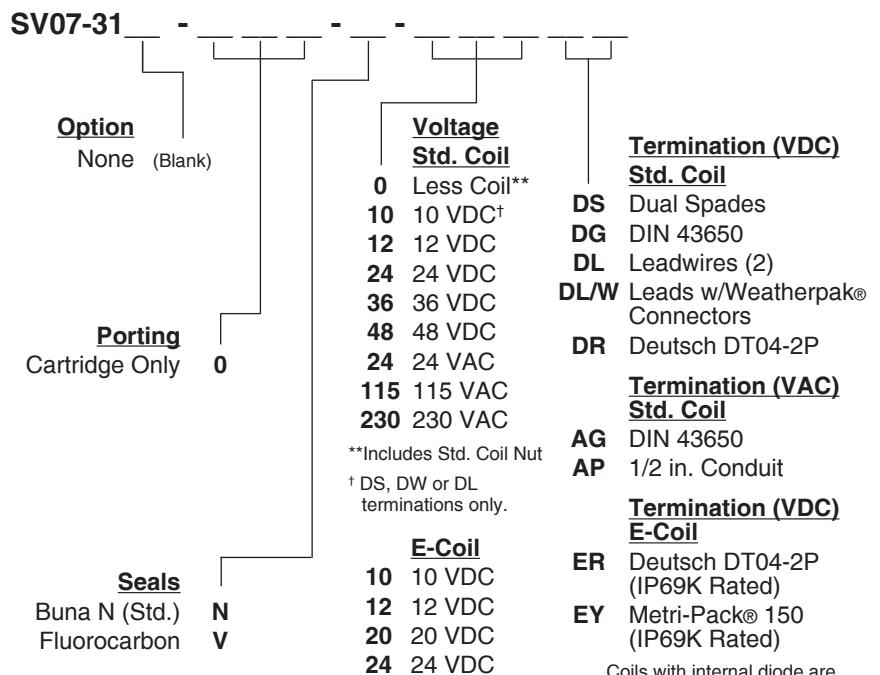 SV07-31__ - __ __ __ - __ - __ __ __ __ __
Option
None (Blank)
Porting
Cartridge Only 0
Seals
Buna N (Std.) N
Fluorocarbon V
Voltage
Std. Coil
0 Less Coil**
10 10 VDC†
12 12 VDC
24 24 VDC
36 36 VDC
48 48 VDC
24 24 VAC
115 115 VAC
230 230 VAC
**Includes Std. Coil Nut
† DS, DW or DL
terminations only.
E-Coil
10 10 VDC
12 12 VDC
20 20 VDC
24 24 VDC
Termination (VDC)
Std. Coil
DS Dual Spades
DG DIN 43650
DL Leadwires (2)
DL/W Leads w/Weatherpak®
Connectors
DR Deutsch DT04-2P
Termination (VAC)
Std. Coil
AG DIN 43650
AP 1/2 in. Conduit
Termination (VDC)
E-Coil
ER Deutsch DT04-2P
(IP69K Rated)
EY Metri-Pack® 150
(IP69K Rated)
Coils with internal diode are